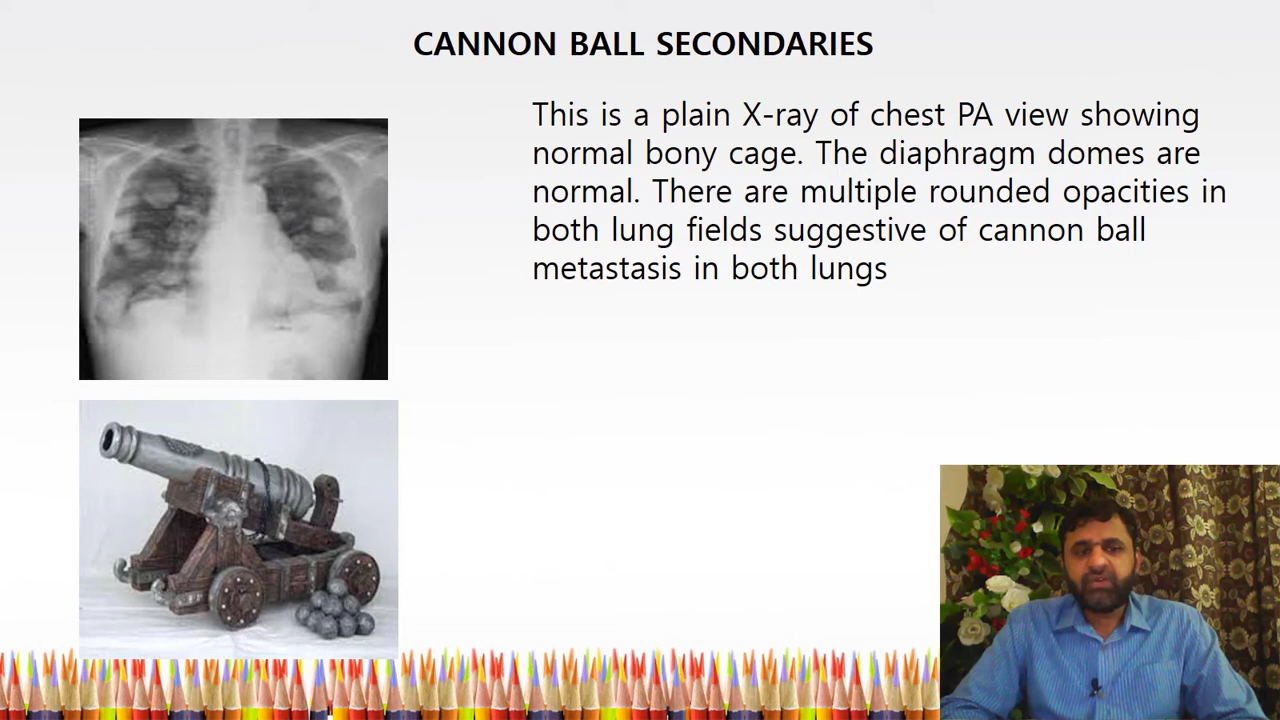 CANNON BALL SECONDARIES
This is a plain X-ray of chest PA view showing
normal bony cage. The diaphragm domes are
normal. There are multiple rounded opacities in
both lung fields suggestive of cannon ball
metastasis in both lungs